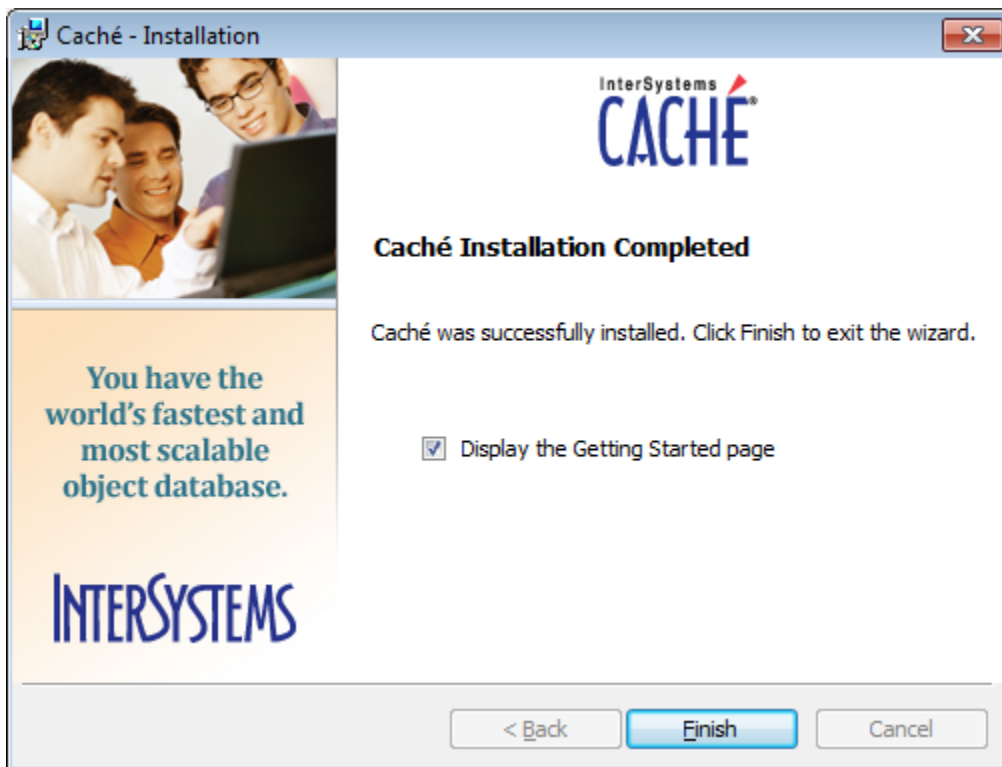 Caché - Installation
InterSystems
CACHÉ®
Caché Installation Completed
Caché was successfully installed. Click Finish to exit the wizard.
Display the Getting Started page
You have the
world's fastest and
most scalable
object database.
INTERSYSTEMS
< Back
Finish
Cancel